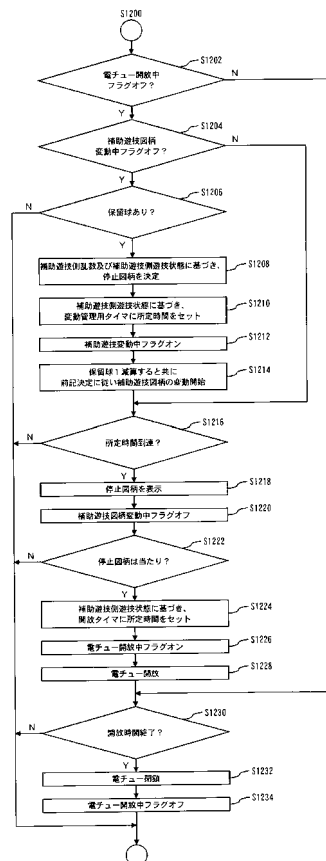 S1200
S1202
電チュー開放中
フラグオフ?
N
Y
S1204
補助遊技図柄
変動中フラグオフ?
N
Y
S1206
保留球あり?
N
Y
S1208
補助遊技側乱数及び補助遊技側遊技状態に基づき、
停止図柄を決定
S1210
補助遊技側遊技状態に基づき、
変動管理用タイマに所定時間をセット
S1212
補助遊技変動中フラグオン
S1214
保留球1減算すると共に
前記決定に従い補助遊技図柄の変動開始
S1216
所定時間到達?
N
Y
S1218
停止図柄を表示
S1220
補助遊技図柄変動中フラグオフ
S1222
停止図柄は当たり?
N
Y
S1224
補助遊技側遊技状態に基づき、
開放タイマに所定時間をセット
S1226
電チュー開放中フラグオン
S1228
電チュー開放
S1230
開放時間終了?
N
Y
S1232
電チュー閉鎖
S1234
電チュー開放中フラグオフ